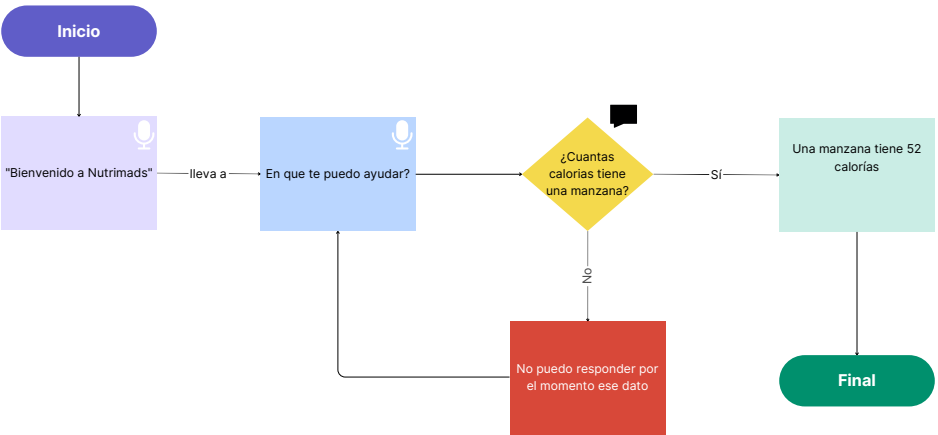 Inicio
"Bienvenido a Nutrimads"
lleva a
En que te puedo ayudar?
¿Cuantas
calorias tiene
una manzana?
Sí
Una manzana tiene 52
calorías
No
No puedo responder por
el momento ese dato
Final